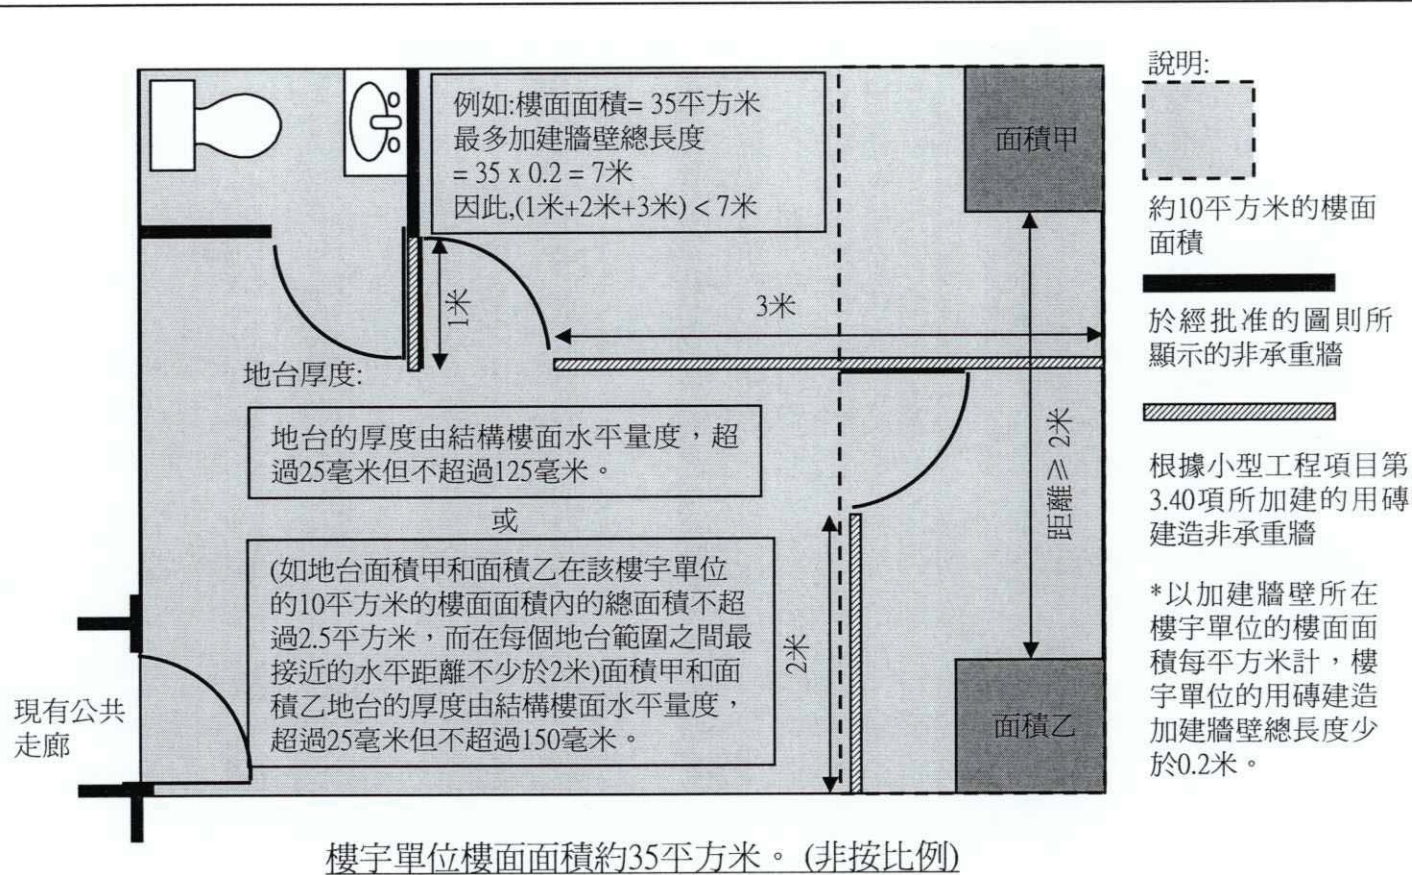 例如:樓面面積= 35平方米
最多加建牆壁總長度
= 35 x 0.2 = 7米
因此,(1米+2米+3米) < 7米
面積甲
1米
3米
地台厚度:
地台的厚度由結構樓面水平量度，超
過25毫米但不超過125毫米。
或
(如地台面積甲和面積乙在該樓宇單位
的10平方米的樓面面積內的總面積不超
過2.5平方米，而在每個地台範圍之間最
接近的水平距離不少於2米)面積甲和面
積乙地台的厚度由結構樓面水平量度，
超過25毫米但不超過150毫米。
2米
距離≥ 2米
面積乙
現有公共
走廊
說明:
約10平方米的樓面
面積
於經批准的圖則所
顯示的非承重牆
根據小型工程項目第
3.40項所加建的用磚
建造非承重牆
*以加建牆壁所在
樓宇單位的樓面面
積每平方米計，樓
宇單位的用磚建造
加建牆壁總長度少
於0.2米。
樓宇單位樓面面積約35平方米。 (非按比例)